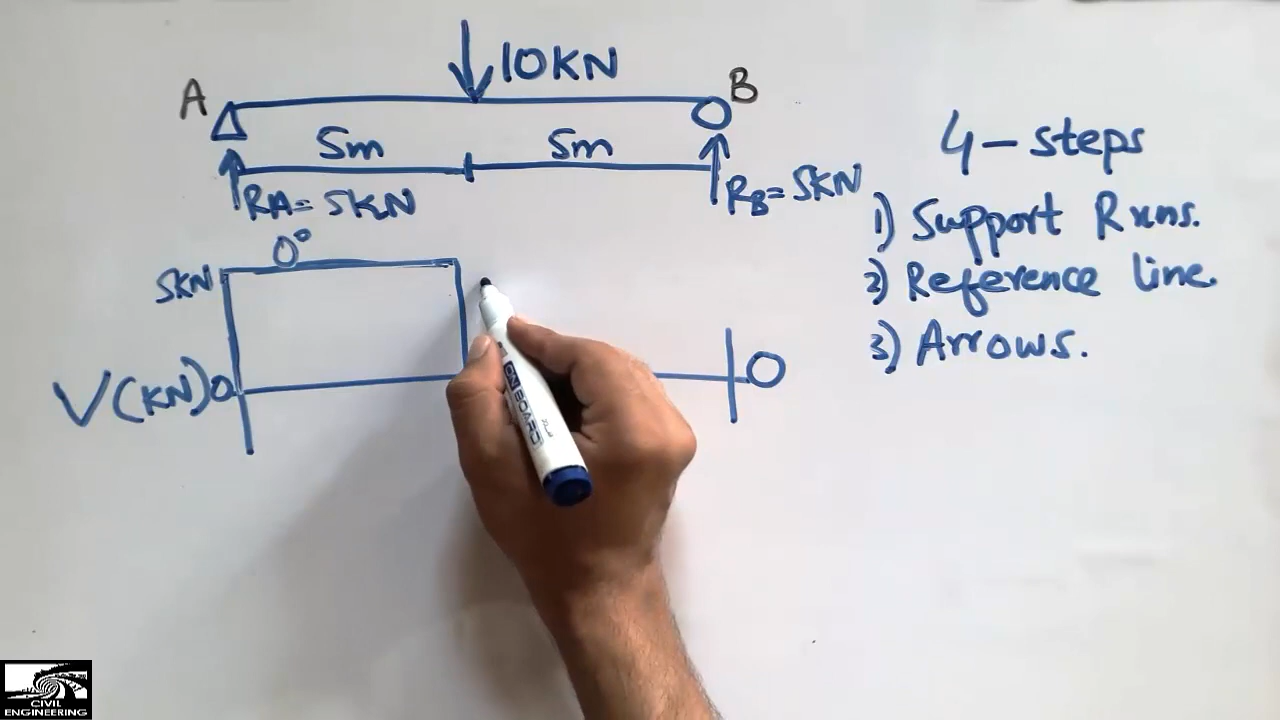 10KN
A
B
5m
5m
RA=5KN
RB=5KN
0°
5KN
V(KN)
0
0
4-steps
1) Support Rxns.
2) Reference line.
3) Arrows.
ON BOARD
CIVIL
ENGINEERING